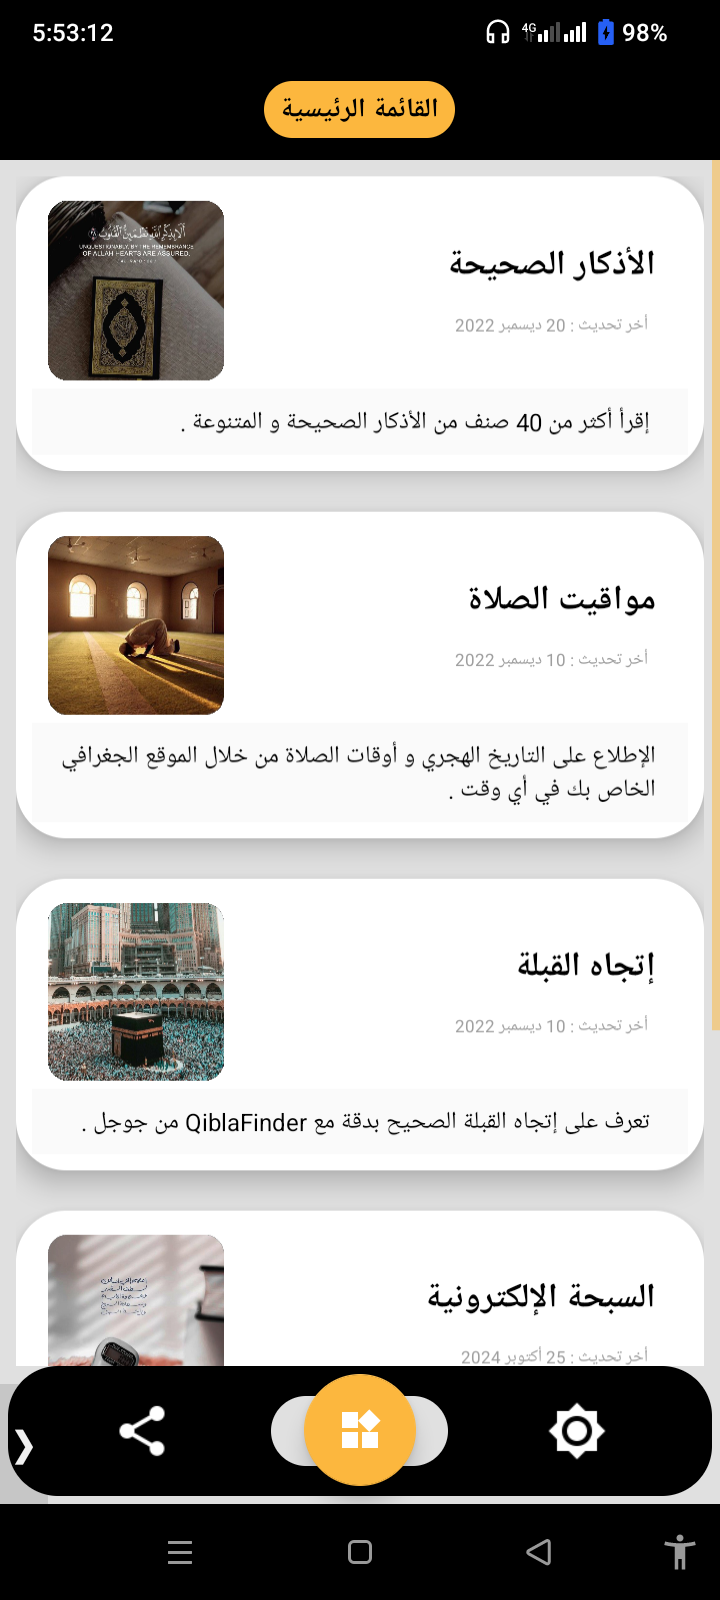 5:53:12
4G
98%
القائمة الرئيسية
UNQUESTIONABLY, BY THE REMEMBRANCE
OF ALLAH HEARTS ARE ASSURED.
الأذكار الصحيحة
أخر تحديث : 20 ديسمبر 2022
إقرأ أكثر من 40 صنف من الأذكار الصحيحة و المتنوعة .
مواقيت الصلاة
أخر تحديث : 10 ديسمبر 2022
الإطلاع على التاريخ الهجري و أوقات الصلاة من خلال الموقع الجغرافي
الخاص بك في أي وقت .
إتجاه القبلة
أخر تحديث : 10 ديسمبر 2022
تعرف على إتجاه القبلة الصحيح بدقة مع QiblaFinder من جوجل .
السبحة الإلكترونية
أخر تحديث : 25 أكتوبر 2024